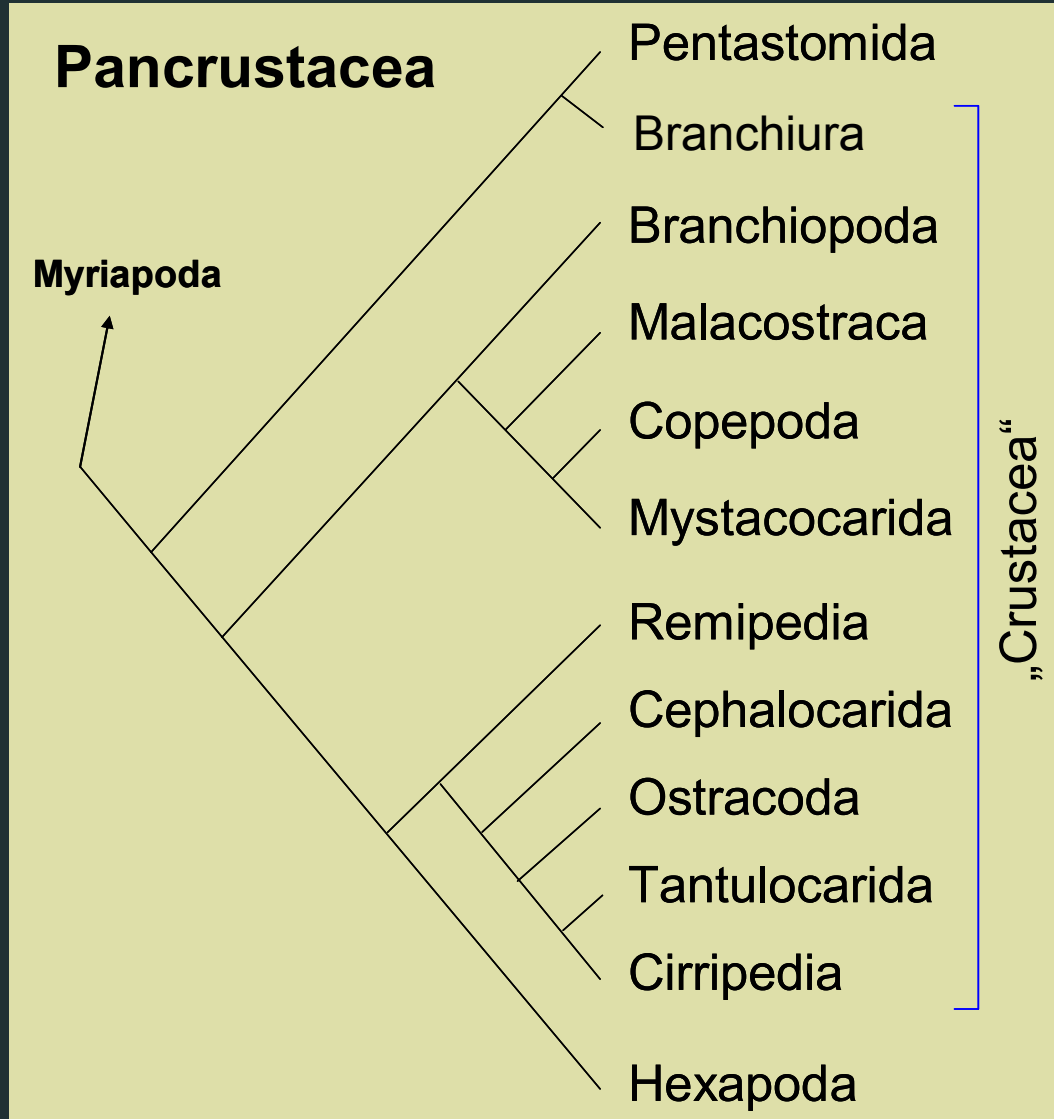 Pancrustacea
Pentastomida
Branchiura
Branchiopoda
Myriapoda
Malacostraca
Copepoda
Mystacocarida
„Crustacea“
Remipedia
Cephalocarida
Ostracoda
Tantulocarida
Cirripedia
Hexapoda